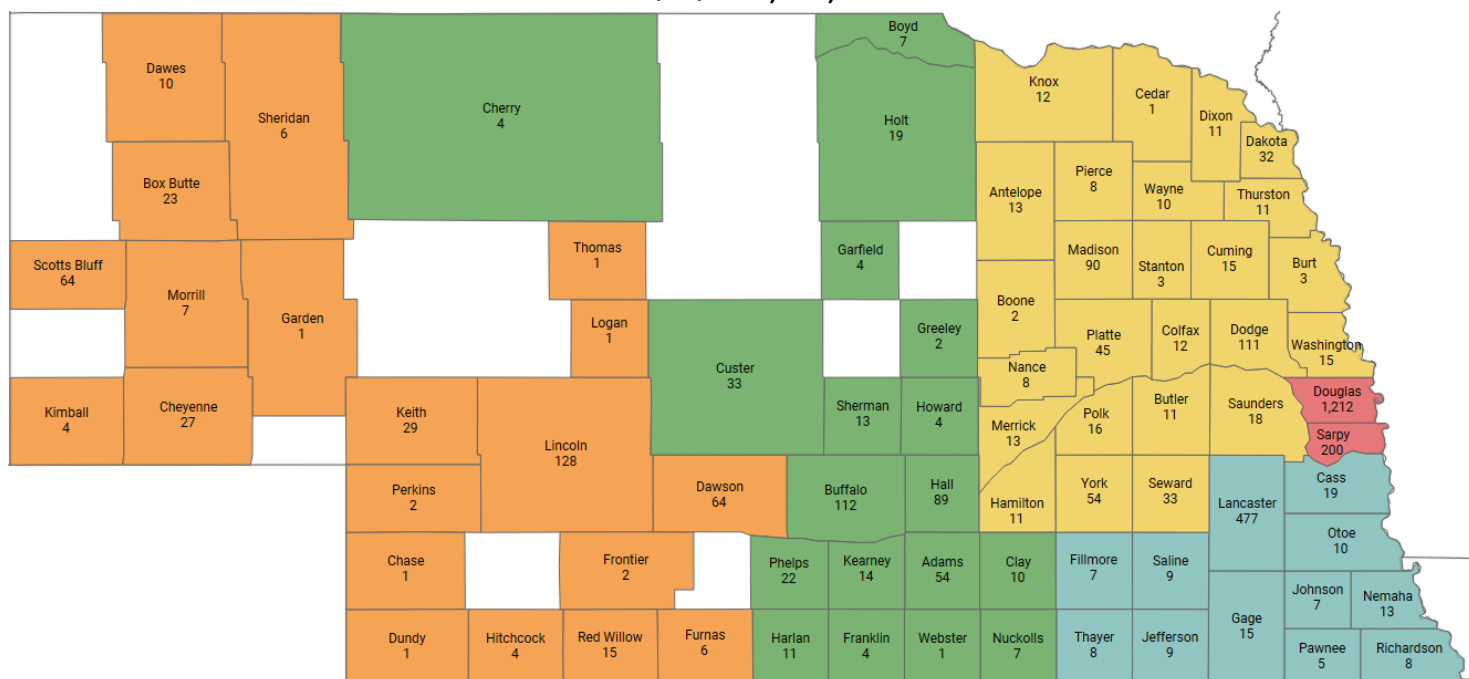 Boyd
7
Dawes
10
Sheridan
6
Cherry
4
Holt
19
Knox
12
Cedar
1
Dixon
11
Dakota
32
Box Butte
23
Antelope
13
Pierce
8
Wayne
10
Thurston
11
Scotts Bluff
64
Morrill
7
Garden
1
Thomas
1
Garfield
4
Madison
90
Stanton
3
Cuming
15
Burt
3
Logan
1
Greeley
2
Boone
2
Platte
45
Colfax
12
Dodge
111
Washington
15
Custer
33
Nance
8
Kimball
4
Cheyenne
27
Keith
29
Lincoln
128
Sherman
13
Howard
4
Merrick
13
Polk
16
Butler
11
Saunders
18
Douglas
1,212
Sarpy
200
Perkins
2
Dawson
64
Buffalo
112
Hall
89
Hamilton
11
York
54
Seward
33
Lancaster
477
Cass
19
Otoe
10
Chase
1
Frontier
2
Phelps
22
Kearney
14
Adams
54
Clay
10
Fillmore
7
Saline
9
Gage
15
Johnson
7
Nemaha
13
Dundy
1
Hitchcock
4
Red Willow
15
Furnas
6
Harlan
11
Franklin
4
Webster
1
Nuckolls
7
Thayer
8
Jefferson
9
Pawnee
5
Richardson
8